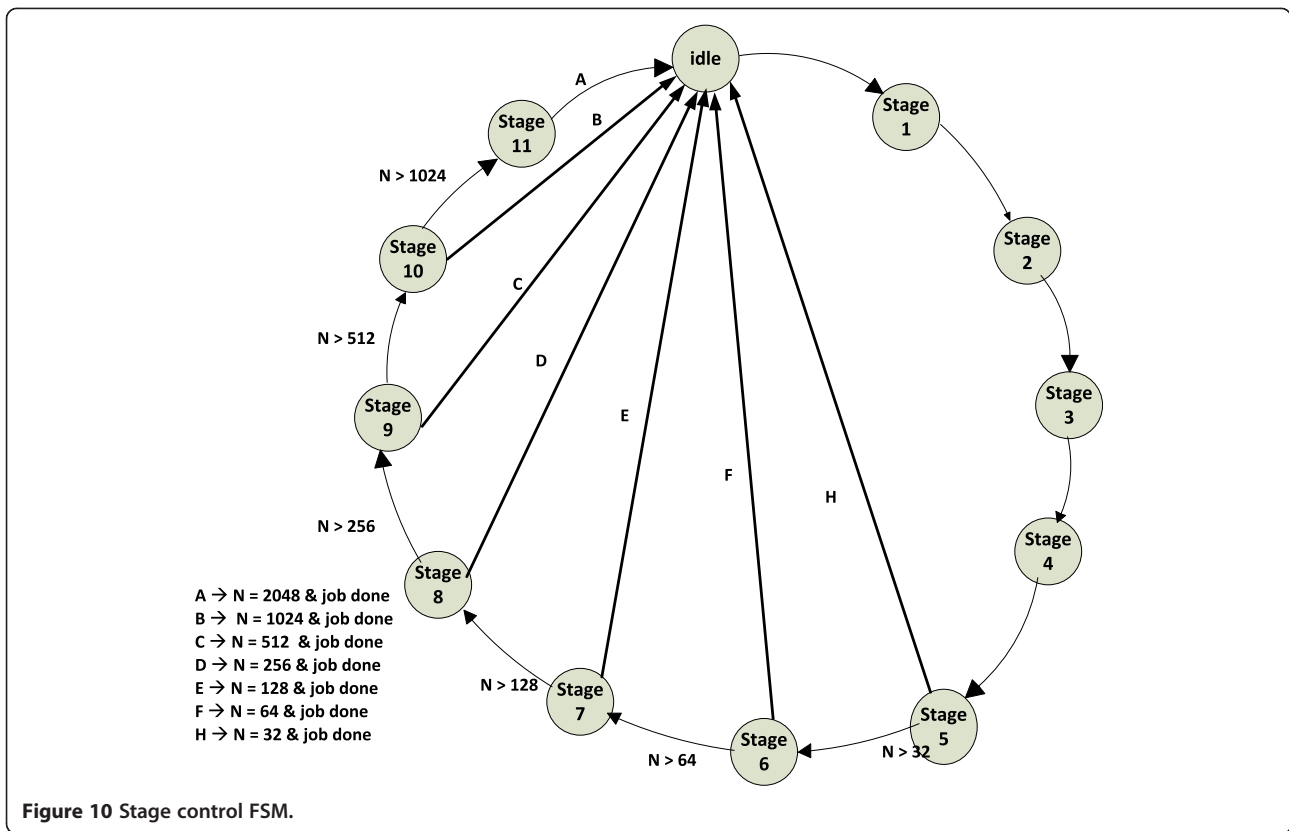 idle
A
B
Stage
11
Stage
1
N > 1024
Stage
10
Stage
2
C
N > 512
D
Stage
9
Stage
3
E
F
H
N > 256
Stage
4
Stage
8
A → N = 2048 & job done
B → N = 1024 & job done
C → N = 512 & job done
D → N = 256 & job done
E → N = 128 & job done
F → N = 64 & job done
H → N = 32 & job done
N > 128
Stage
7
N > 64
Stage
6
N > 32
Stage
5
Figure 10 Stage control FSM.